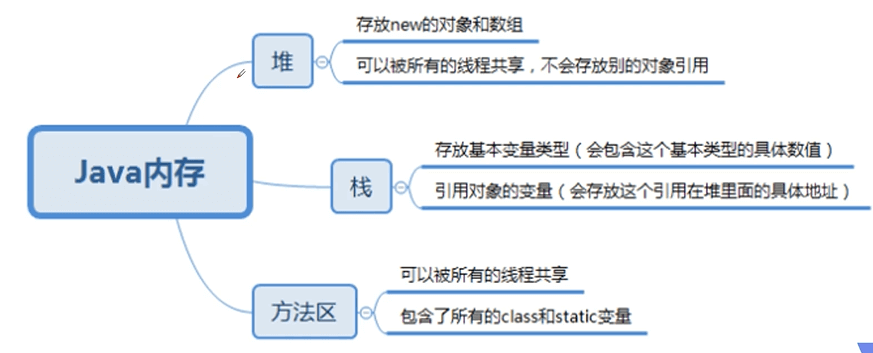 存放new的对象和数组
堆
可以被所有的线程共享，不会存放别的对象引用
Java内存
存放基本变量类型（会包含这个基本类型的具体数值）
栈
引用对象的变量（会存放这个引用在堆里面的具体地址）
可以被所有的线程共享
方法区
包含了所有的class和static变量